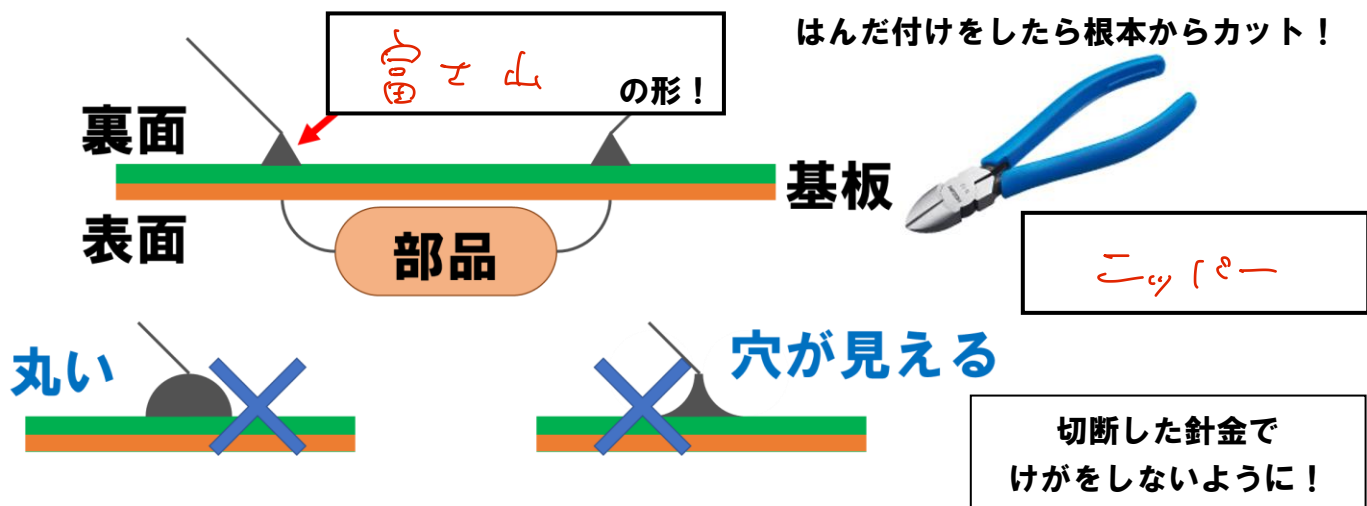 はんだ付けをしたら根本からカット！
富士山 の形！
裏面
基板
表面
部品
ニッパー
丸い
穴が見える
切断した針金で
けがをしないように！